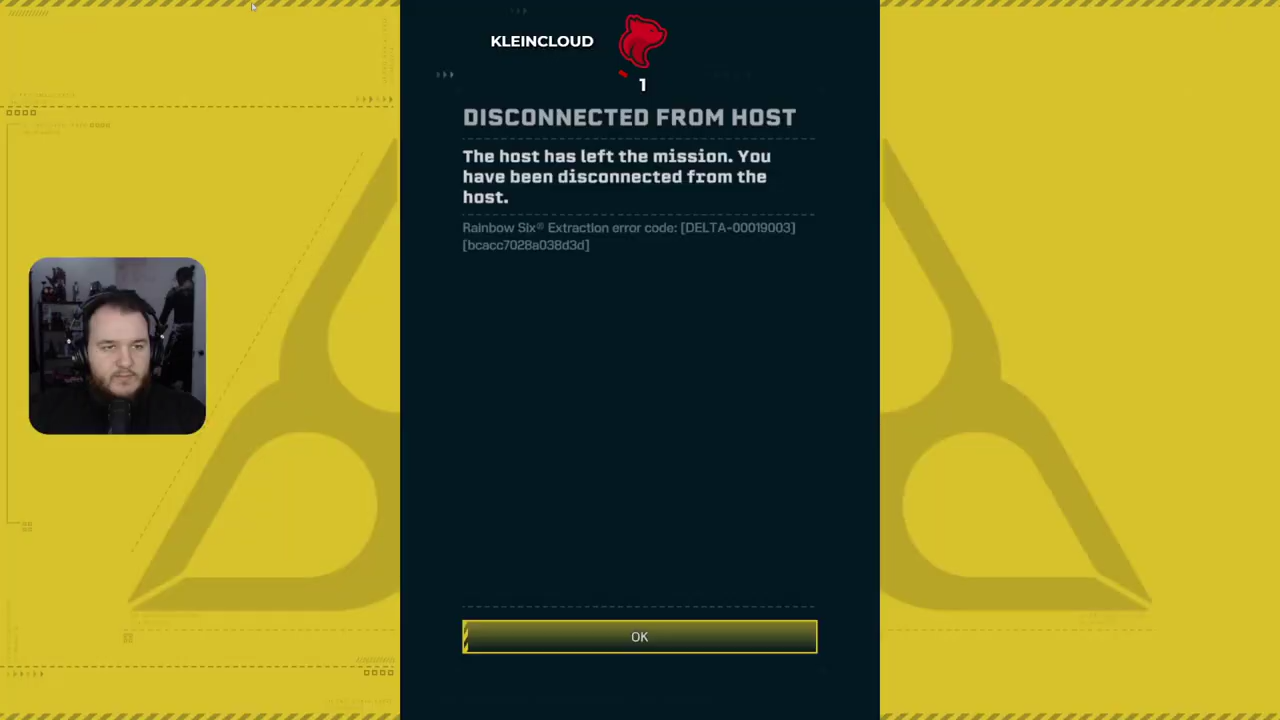 KLEINCLOUD
1
DISCONNECTED FROM HOST
The host has left the mission. You
have been disconnected from the
host.
Rainbow Six® Extraction error code: [DELTA-00019003]
[bcacc7028a038d3d]
OK